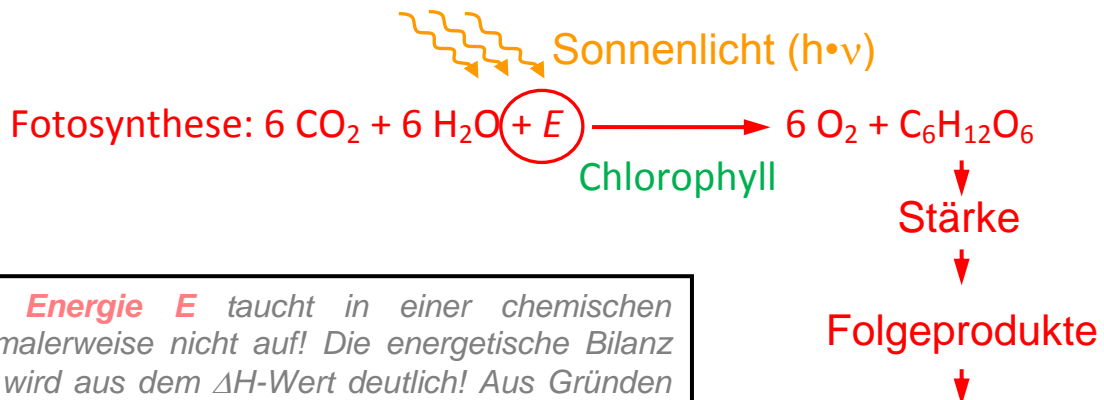 Sonnenlicht (h•ν)
Fotosynthese: 6 CO₂ + 6 H₂O + E 6 O₂ + C₆H₁₂O₆
Chlorophyll
Stärke
Folgeprodukte
Energie E taucht in einer chemischen
malerweise nicht auf! Die energetische Bilanz
wird aus dem ΔH-Wert deutlich! Aus Gründen